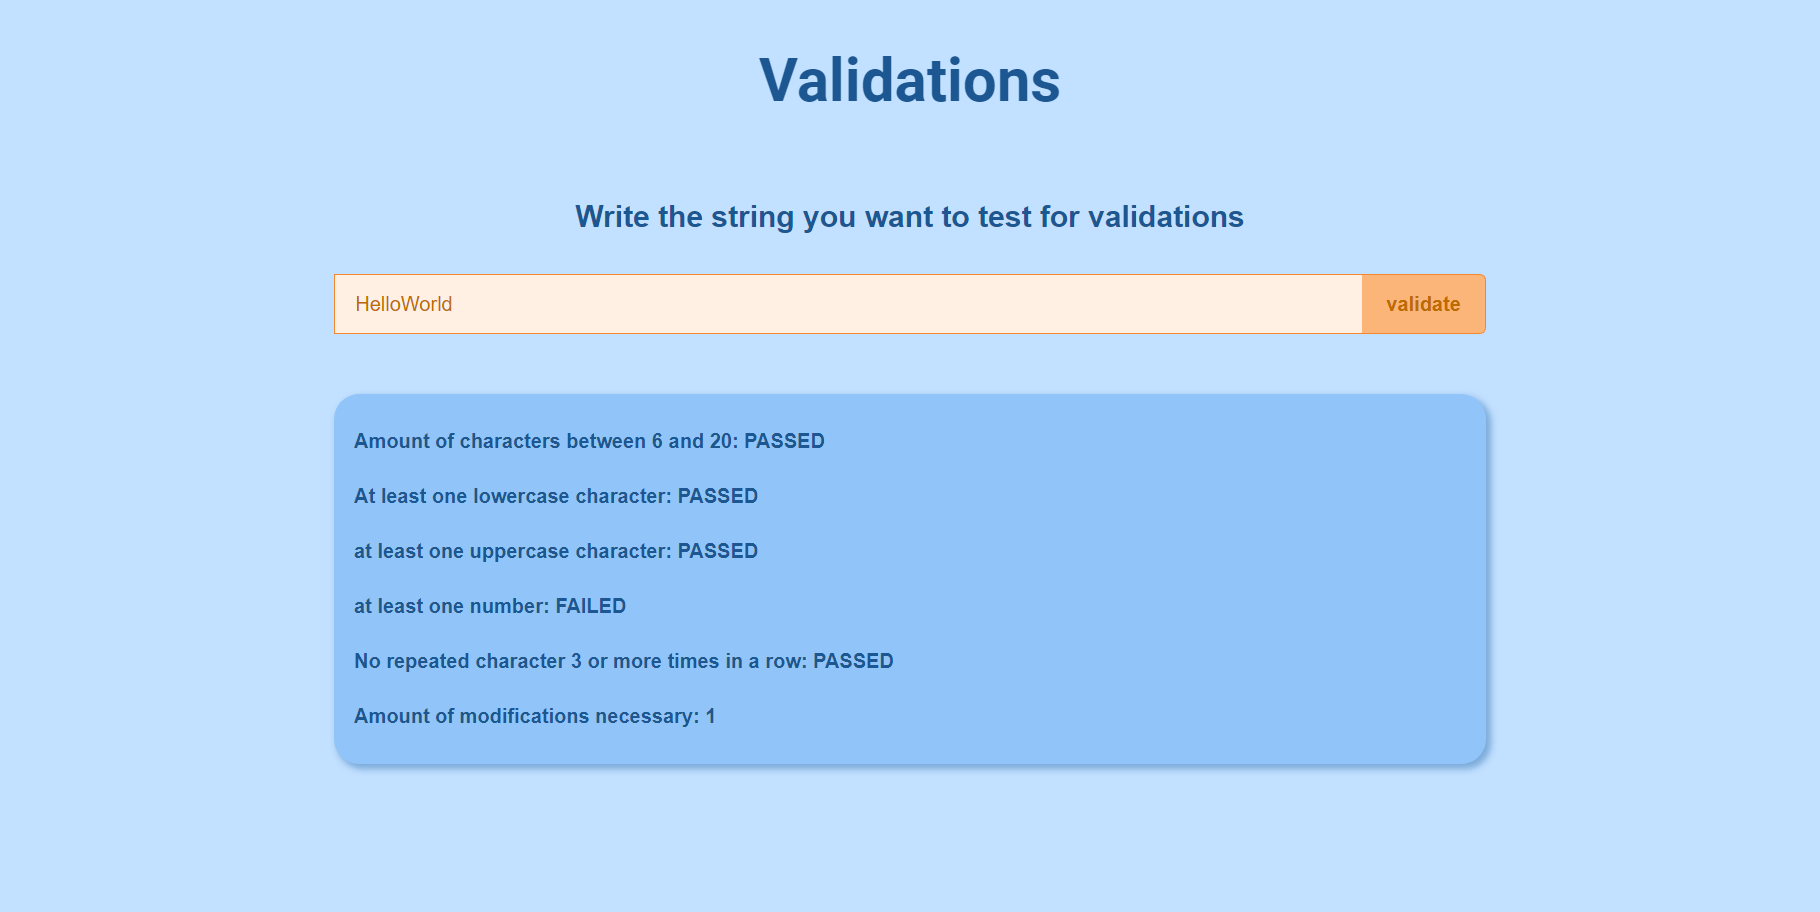 Validations
Write the string you want to test for validations
HelloWorld
validate
Amount of characters between 6 and 20: PASSED
At least one lowercase character: PASSED
at least one uppercase character: PASSED
at least one number: FAILED
No repeated character 3 or more times in a row: PASSED
Amount of modifications necessary: 1